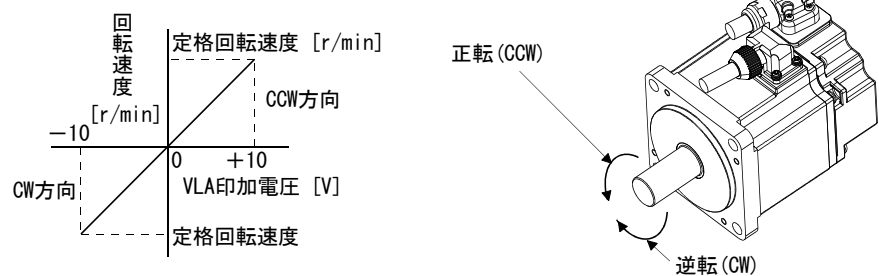 回転速度
[r/min]
定格回転速度 [r/min]
CCW方向
-10
0
+10
CW方向
VLA印加電圧 [V]
定格回転速度
正転(CCW)
逆転(CW)